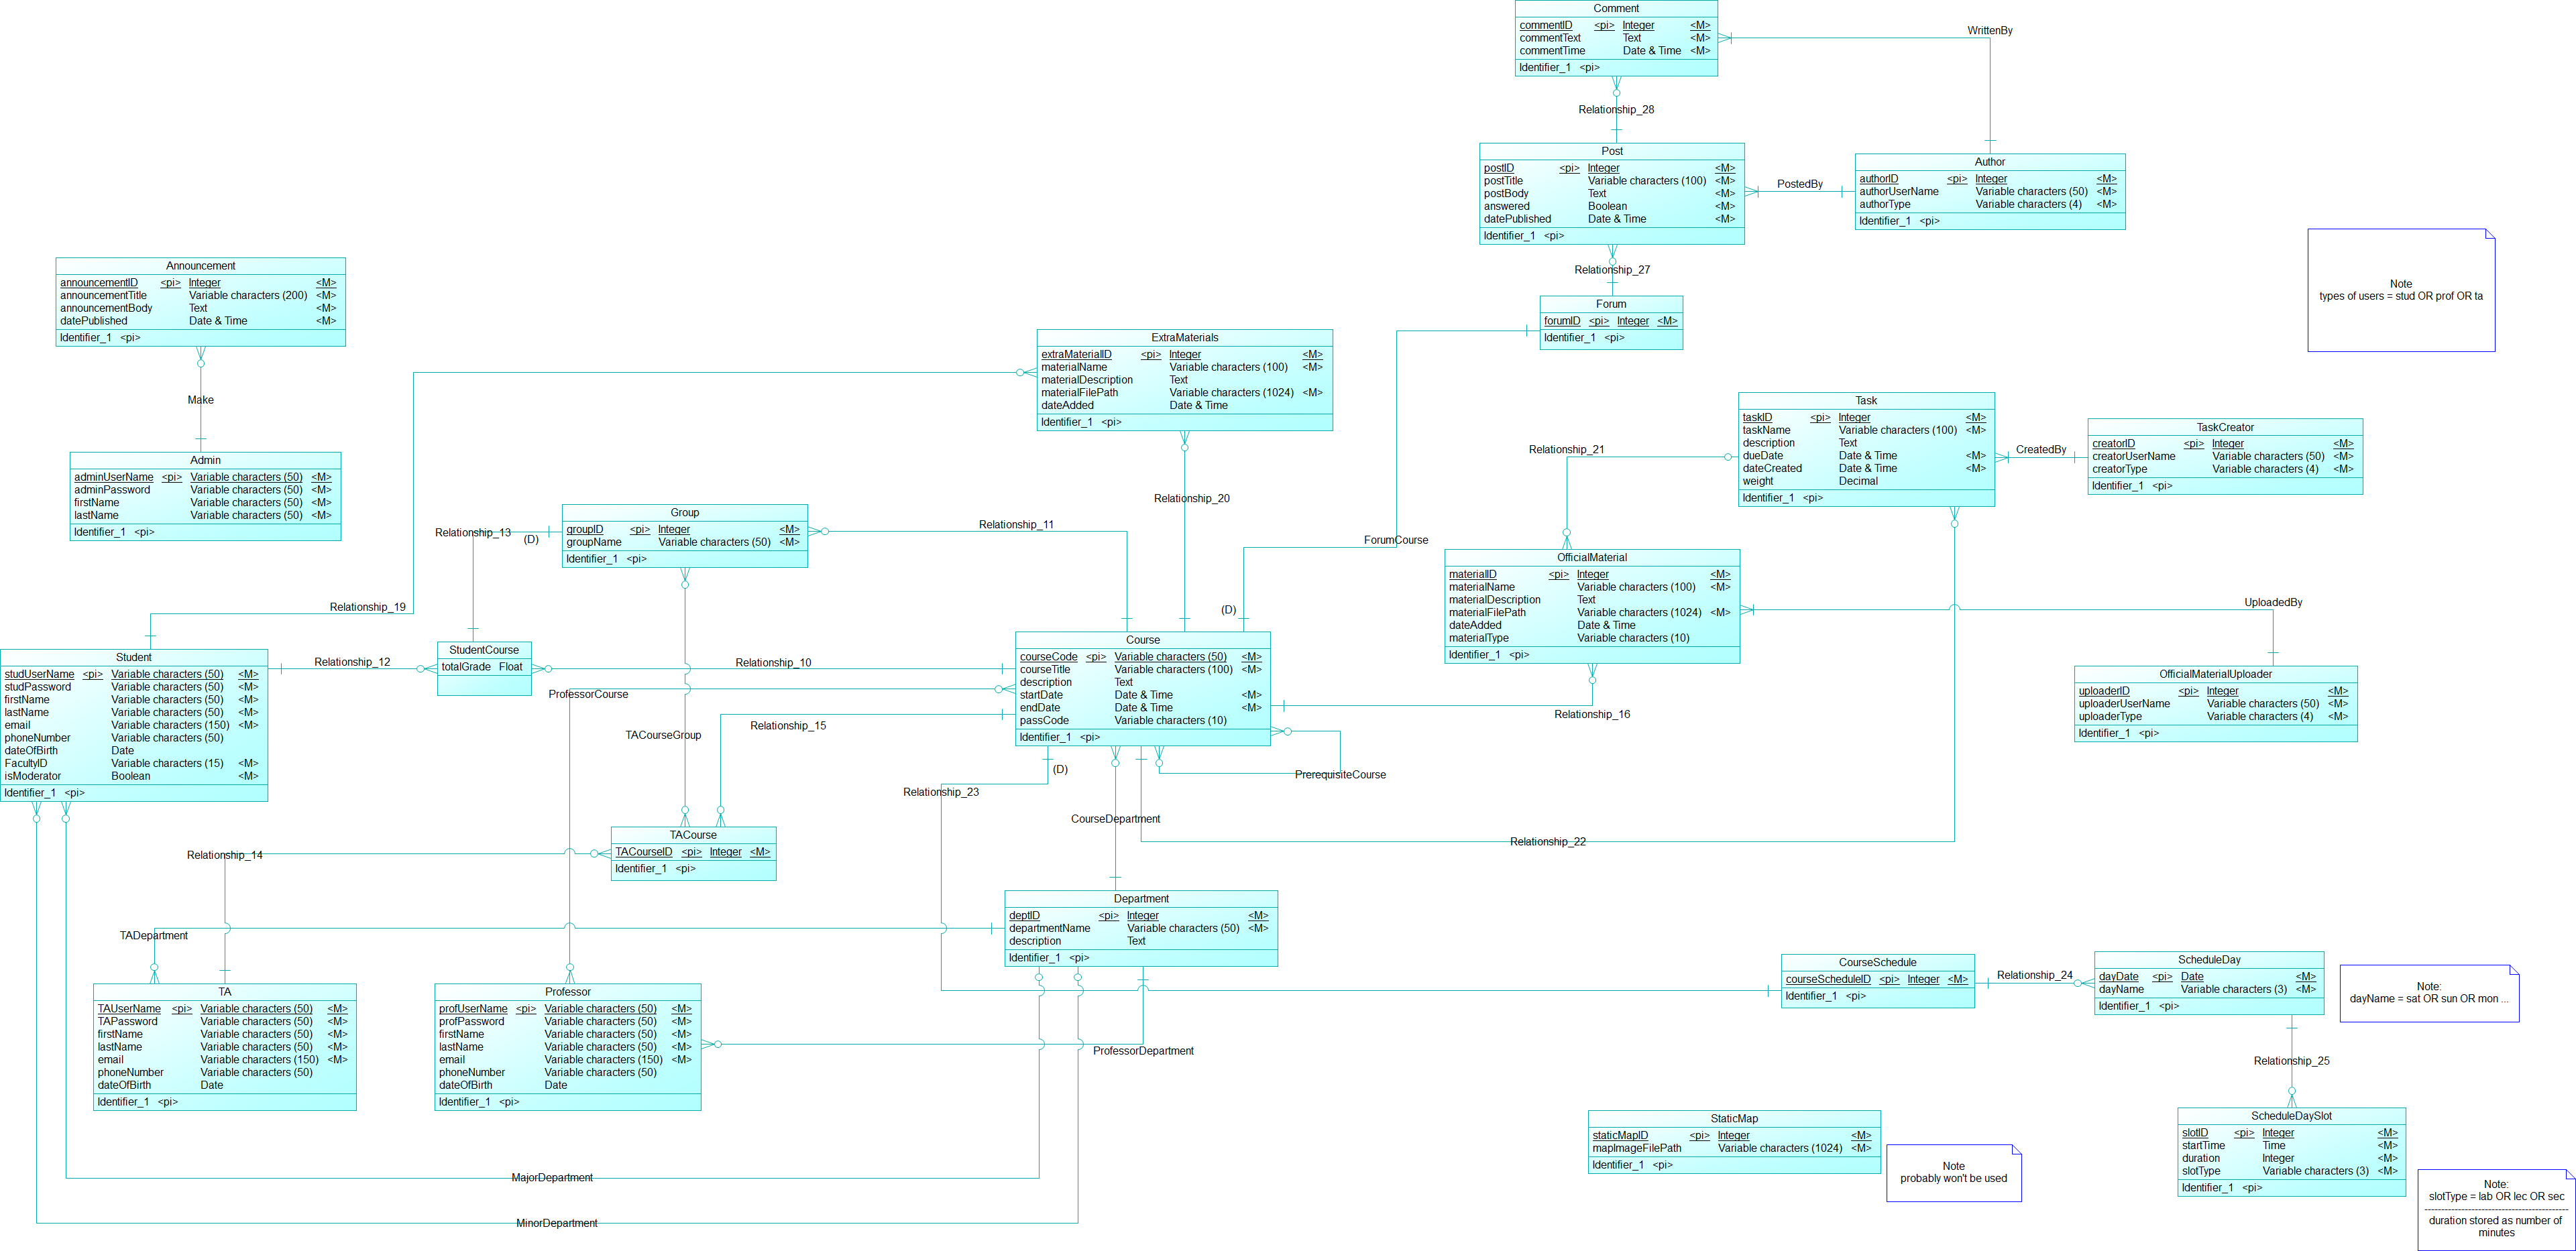 Comment
commentID <pi> Integer <M>
commentText Text <M>
commentTime Date & Time <M>
Identifier_1 <pi>
WrittenBy
Relationship_28
Post
postID <pi> Integer <M>
postTitle Variable characters (100) <M>
postBody Text <M>
answered Boolean <M>
datePublished Date & Time <M>
Identifier_1 <pi>
PostedBy
Author
authorID <pi> Integer <M>
authorUserName Variable characters (50) <M>
authorType Variable characters (4) <M>
Identifier_1 <pi>
Relationship_27
Forum
forumID <pi> Integer <M>
Identifier_1 <pi>
Note
types of users = stud OR prof OR ta
Announcement
announcementID <pi> Integer <M>
announcementTitle Variable characters (200) <M>
announcementBody Text <M>
datePublished Date & Time <M>
Identifier_1 <pi>
Make
Admin
adminUserName <pi> Variable characters (50) <M>
adminPassword Variable characters (50) <M>
firstName Variable characters (50) <M>
lastName Variable characters (50) <M>
Identifier_1 <pi>
ExtraMaterials
extraMaterialID <pi> Integer <M>
materialName Variable characters (100) <M>
materialDescription Text
materialFilePath Variable characters (1024) <M>
dateAdded Date & Time
Identifier_1 <pi>
Relationship_20
Task
taskID <pi> Integer <M>
taskName Variable characters (100) <M>
description Text
dueDate Date & Time <M>
dateCreated Date & Time <M>
weight Decimal
Identifier_1 <pi>
CreatedBy
TaskCreator
creatorID <pi> Integer <M>
creatorUserName Variable characters (50) <M>
creatorType Variable characters (4) <M>
Identifier_1 <pi>
Relationship_21
Group
groupID <pi> Integer <M>
groupName Variable characters (50) <M>
Identifier_1 <pi>
Relationship_13
(D)
Relationship_11
ForumCourse
(D)
Relationship_19
OfficialMaterial
materialID <pi> Integer <M>
materialName Variable characters (100) <M>
materialDescription Text
materialFilePath Variable characters (1024) <M>
dateAdded Date & Time
materialType Variable characters (10)
Identifier_1 <pi>
UploadedBy
OfficialMaterialUploader
uploaderID <pi> Integer <M>
uploaderUserName Variable characters (50) <M>
uploaderType Variable characters (4) <M>
Identifier_1 <pi>
Relationship_16
Student
studUserName <pi> Variable characters (50) <M>
studPassword Variable characters (50) <M>
firstName Variable characters (50) <M>
lastName Variable characters (50) <M>
email Variable characters (150) <M>
phoneNumber Variable characters (50)
dateOfBirth Date
FacultyID Variable characters (15) <M>
isModerator Boolean <M>
Identifier_1 <pi>
Relationship_12
StudentCourse
totalGrade Float
Relationship_10
ProfessorCourse
Course
courseCode <pi> Variable characters (50) <M>
courseTitle Variable characters (100) <M>
description Text
startDate Date & Time <M>
endDate Date & Time <M>
passCode Variable characters (10)
Identifier_1 <pi>
Relationship_15
TACourseGroup
PrerequisiteCourse
(D)
Relationship_23
CourseDepartment
Relationship_22
TACourse
TACourseID <pi> Integer <M>
Identifier_1 <pi>
Relationship_14
Department
deptID <pi> Integer <M>
departmentName Variable characters (50) <M>
description Text
Identifier_1 <pi>
TADepartment
TA
TAUserName <pi> Variable characters (50) <M>
TAPassword Variable characters (50) <M>
firstName Variable characters (50) <M>
lastName Variable characters (50) <M>
email Variable characters (150) <M>
phoneNumber Variable characters (50)
dateOfBirth Date
Identifier_1 <pi>
Professor
profUserName <pi> Variable characters (50) <M>
profPassword Variable characters (50) <M>
firstName Variable characters (50) <M>
lastName Variable characters (50) <M>
email Variable characters (150) <M>
phoneNumber Variable characters (50)
dateOfBirth Date
Identifier_1 <pi>
ProfessorDepartment
CourseSchedule
courseScheduleID <pi> Integer <M>
Identifier_1 <pi>
Relationship_24
ScheduleDay
dayDate <pi> Date <M>
dayName Variable characters (3) <M>
Identifier_1 <pi>
Note:
dayName = sat OR sun OR mon ...
Relationship_25
ScheduleDaySlot
slotID <pi> Integer <M>
startTime Time <M>
duration Integer <M>
slotType Variable characters (3) <M>
Identifier_1 <pi>
StaticMap
staticMapID <pi> Integer <M>
mapImageFilePath Variable characters (1024) <M>
Identifier_1 <pi>
Note
probably won't be used
Note:
slotType = lab OR lec OR sec
----------------------------------------
duration stored as number of
minutes
MajorDepartment
MinorDepartment